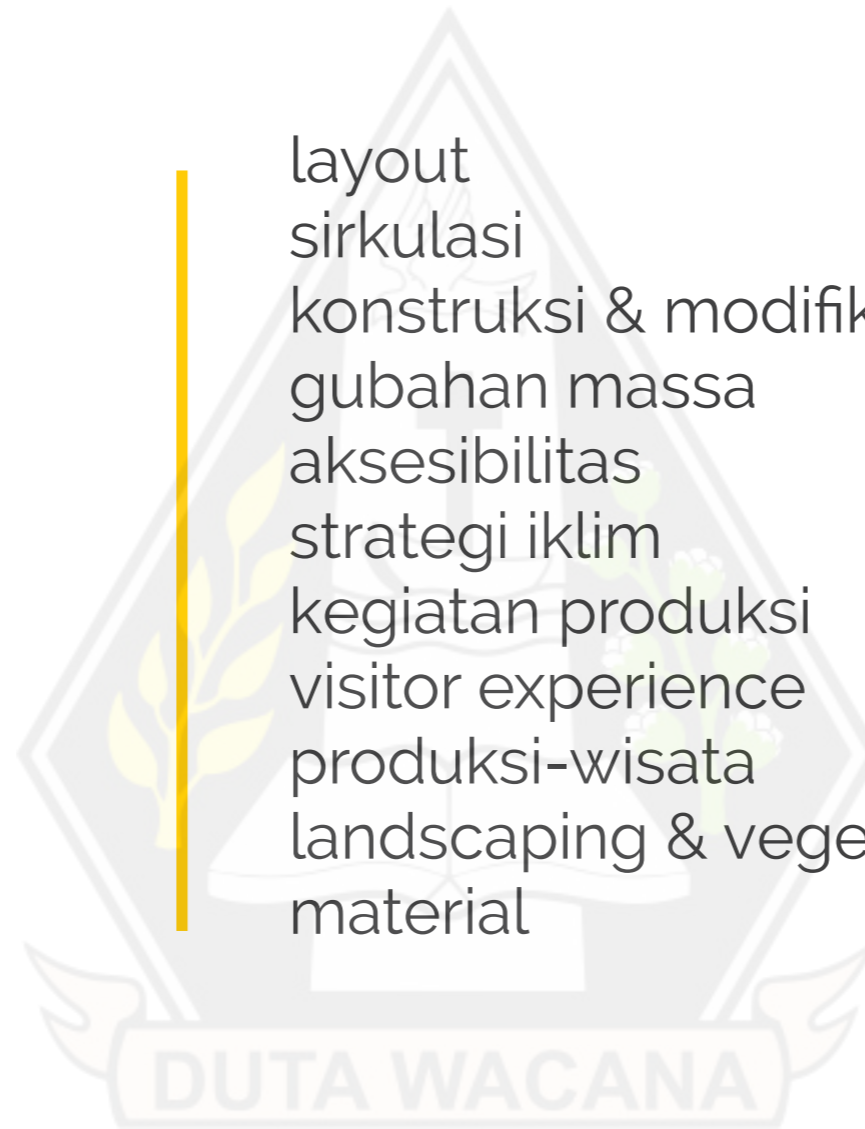 layout
sirkulasi
konstruksi & modifik
gubahan massa
aksesibilitas
strategi iklim
kegiatan produksi
visitor experience
produksi-wisata
landscaping & vege
material
DUTA WACANA